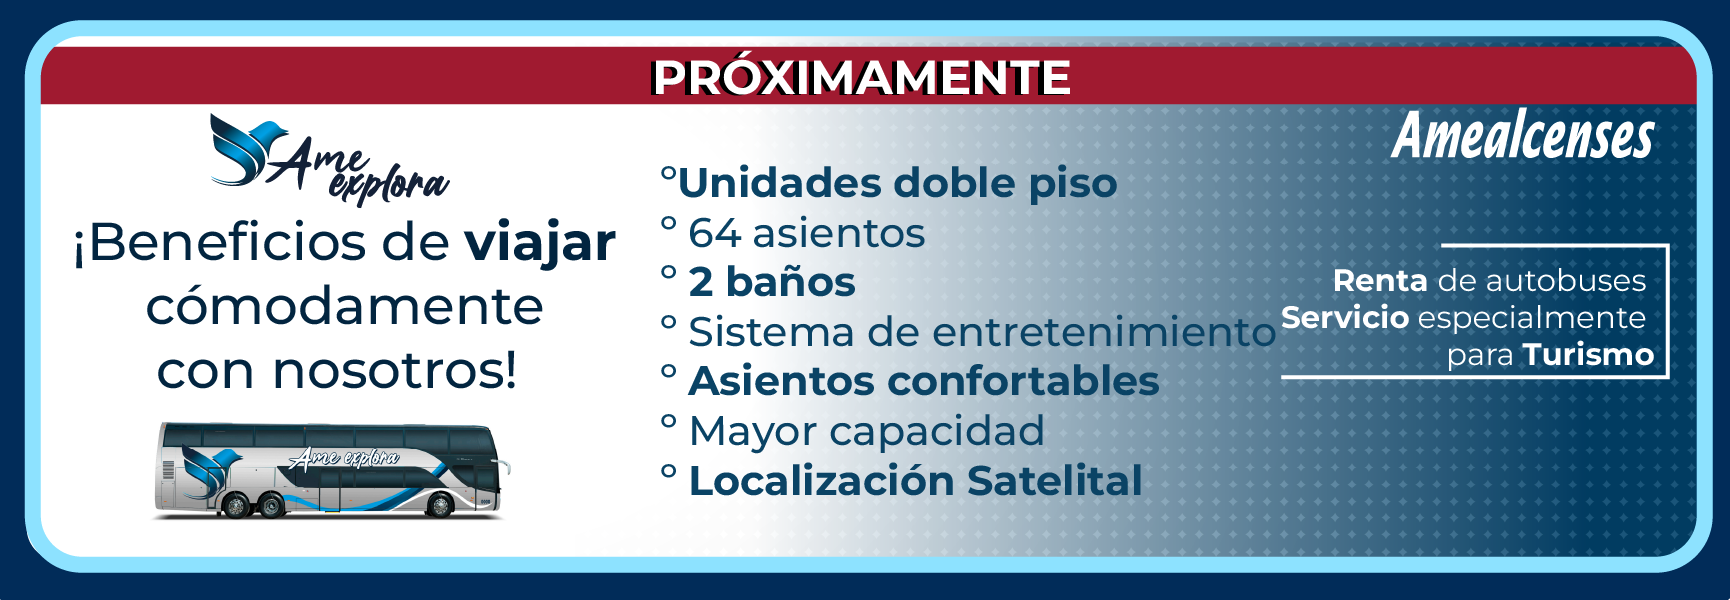 PRÓXIMAMENTE
Ame
explora
¡Beneficios de viajar
cómodamente
con nosotros!
Ame explora
°Unidades doble piso
° 64 asientos
° 2 baños
° Sistema de entretenimiento
° Asientos confortables
° Mayor capacidad
° Localización Satelital
Amealcenses
Renta de autobuses
Servicio especialmente
para Turismo